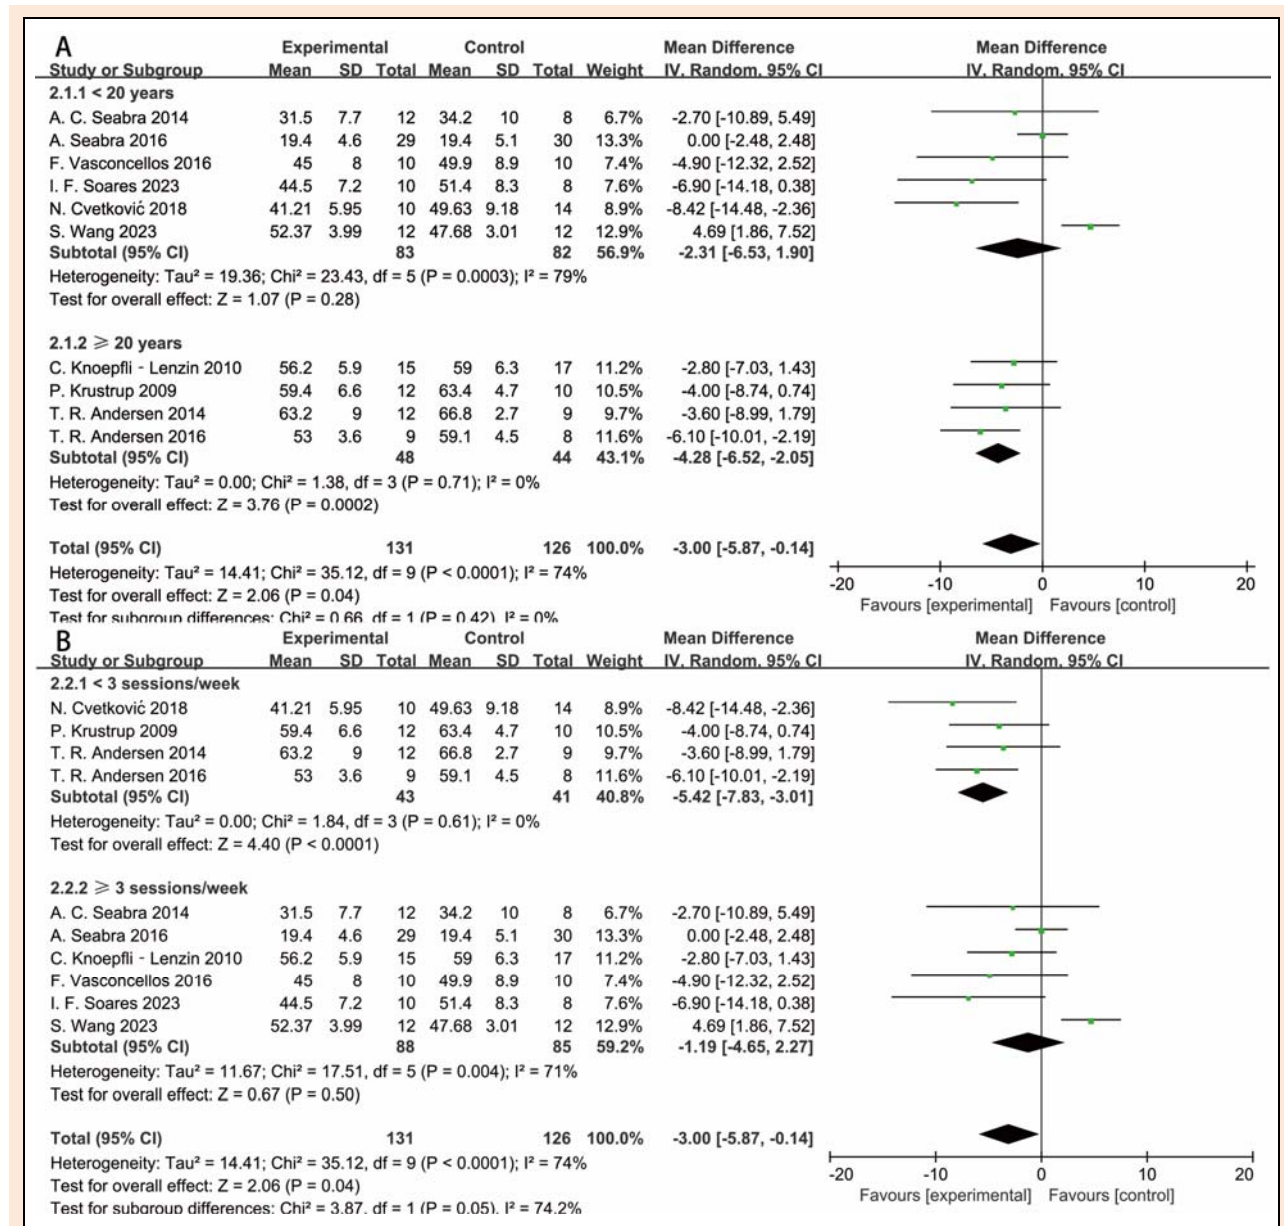 A
Experimental Control Mean Difference Mean Difference
Study or Subgroup Mean SD Total Mean SD Total Weight IV, Random, 95% CI IV, Random, 95% CI
2.1.1 < 20 years
A. C. Seabra 2014 31.5 7.7 12 34.2 10 8 6.7% -2.70 [-10.89, 5.49]
A. Seabra 2016 19.4 4.6 29 19.4 5.1 30 13.3% 0.00 [-2.48, 2.48]
F. Vasconcellos 2016 45 8 10 49.9 8.9 10 7.4% -4.90 [-12.32, 2.52]
I. F. Soares 2023 44.5 7.2 10 51.4 8.3 8 7.6% -6.90 [-14.18, 0.38]
N. Cvetković 2018 41.21 5.95 10 49.63 9.18 14 8.9% -8.42 [-14.48, -2.36]
S. Wang 2023 52.37 3.99 12 47.68 3.01 12 12.9% 4.69 [1.86, 7.52]
Subtotal (95% CI) 83 82 56.9% -2.31 [-6.53, 1.90]
Heterogeneity: Tau² = 19.36; Chi² = 23.43, df = 5 (P = 0.0003); I² = 79%
Test for overall effect: Z = 1.07 (P = 0.28)
2.1.2 ⩾ 20 years
C. Knoepfli - Lenzin 2010 56.2 5.9 15 59 6.3 17 11.2% -2.80 [-7.03, 1.43]
P. Krustrup 2009 59.4 6.6 12 63.4 4.7 10 10.5% -4.00 [-8.74, 0.74]
T. R. Andersen 2014 63.2 9 12 66.8 2.7 9 9.7% -3.60 [-8.99, 1.79]
T. R. Andersen 2016 53 3.6 9 59.1 4.5 8 11.6% -6.10 [-10.01, -2.19]
Subtotal (95% CI) 48 44 43.1% -4.28 [-6.52, -2.05]
Heterogeneity: Tau² = 0.00; Chi² = 1.38, df = 3 (P = 0.71); I² = 0%
Test for overall effect: Z = 3.76 (P = 0.0002)
Total (95% CI) 131 126 100.0% -3.00 [-5.87, -0.14]
Heterogeneity: Tau² = 14.41; Chi² = 35.12, df = 9 (P < 0.0001); I² = 74%
Test for overall effect: Z = 2.06 (P = 0.04)
Test for subgroup differences: Chi² = 0.66, df = 1 (P = 0.42), I² = 0%
-20 -10 0 10 20
Favours [experimental] Favours [control]
B
Experimental Control Mean Difference Mean Difference
Study or Subgroup Mean SD Total Mean SD Total Weight IV, Random, 95% CI IV, Random, 95% CI
2.2.1 < 3 sessions/week
N. Cvetković 2018 41.21 5.95 10 49.63 9.18 14 8.9% -8.42 [-14.48, -2.36]
P. Krustrup 2009 59.4 6.6 12 63.4 4.7 10 10.5% -4.00 [-8.74, 0.74]
T. R. Andersen 2014 63.2 9 12 66.8 2.7 9 9.7% -3.60 [-8.99, 1.79]
T. R. Andersen 2016 53 3.6 9 59.1 4.5 8 11.6% -6.10 [-10.01, -2.19]
Subtotal (95% CI) 43 41 40.8% -5.42 [-7.83, -3.01]
Heterogeneity: Tau² = 0.00; Chi² = 1.84, df = 3 (P = 0.61); I² = 0%
Test for overall effect: Z = 4.40 (P < 0.0001)
2.2.2 ⩾ 3 sessions/week
A. C. Seabra 2014 31.5 7.7 12 34.2 10 8 6.7% -2.70 [-10.89, 5.49]
A. Seabra 2016 19.4 4.6 29 19.4 5.1 30 13.3% 0.00 [-2.48, 2.48]
C. Knoepfli - Lenzin 2010 56.2 5.9 15 59 6.3 17 11.2% -2.80 [-7.03, 1.43]
F. Vasconcellos 2016 45 8 10 49.9 8.9 10 7.4% -4.90 [-12.32, 2.52]
I. F. Soares 2023 44.5 7.2 10 51.4 8.3 8 7.6% -6.90 [-14.18, 0.38]
S. Wang 2023 52.37 3.99 12 47.68 3.01 12 12.9% 4.69 [1.86, 7.52]
Subtotal (95% CI) 88 85 59.2% -1.19 [-4.65, 2.27]
Heterogeneity: Tau² = 11.67; Chi² = 17.51, df = 5 (P = 0.004); I² = 71%
Test for overall effect: Z = 0.67 (P = 0.50)
Total (95% CI) 131 126 100.0% -3.00 [-5.87, -0.14]
Heterogeneity: Tau² = 14.41; Chi² = 35.12, df = 9 (P < 0.0001); I² = 74%
Test for overall effect: Z = 2.06 (P = 0.04)
Test for subgroup differences: Chi² = 3.87, df = 1 (P = 0.05), I² = 74.2%
-20 -10 0 10 20
Favours [experimental] Favours [control]